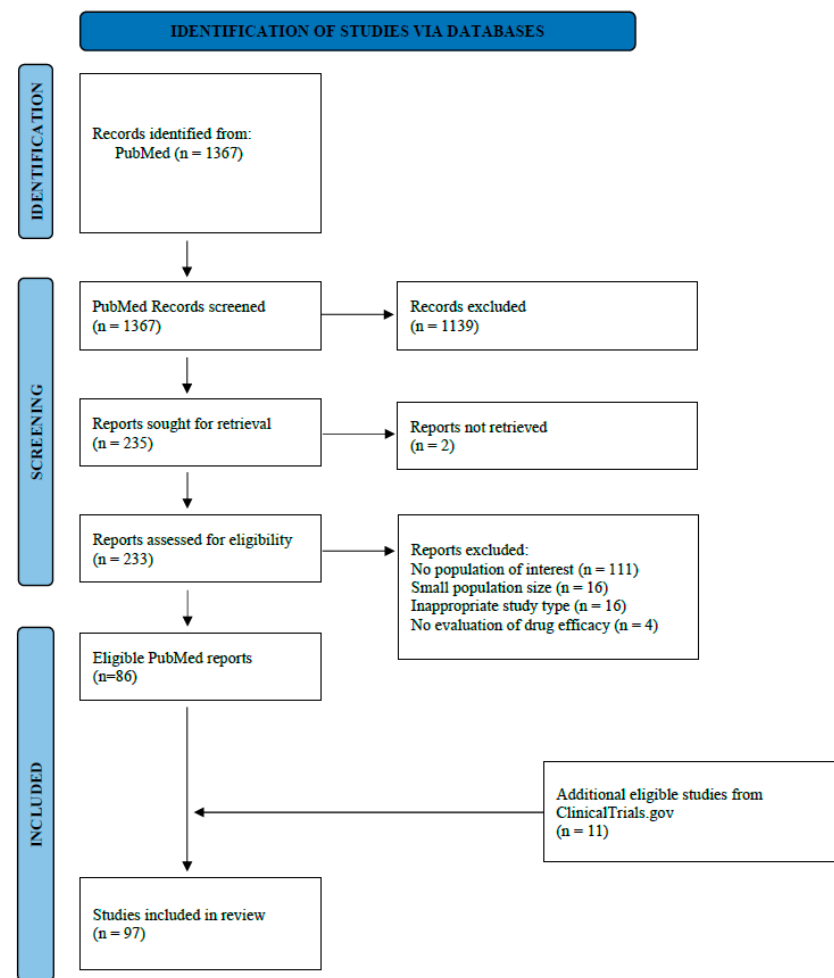 IDENTIFICATION OF STUDIES VIA DATABASES
IDENTIFICATION
Records identified from:
PubMed (n = 1367)
SCREENING
PubMed Records screened
(n = 1367)
Records excluded
(n = 1139)
Reports sought for retrieval
(n = 235)
Reports not retrieved
(n = 2)
Reports assessed for eligibility
(n = 233)
Reports excluded:
No population of interest (n = 111)
Small population size (n = 16)
Inappropriate study type (n = 16)
No evaluation of drug efficacy (n = 4)
INCLUDED
Eligible PubMed reports
(n=86)
Additional eligible studies from
ClinicalTrials.gov
(n = 11)
Studies included in review
(n = 97)